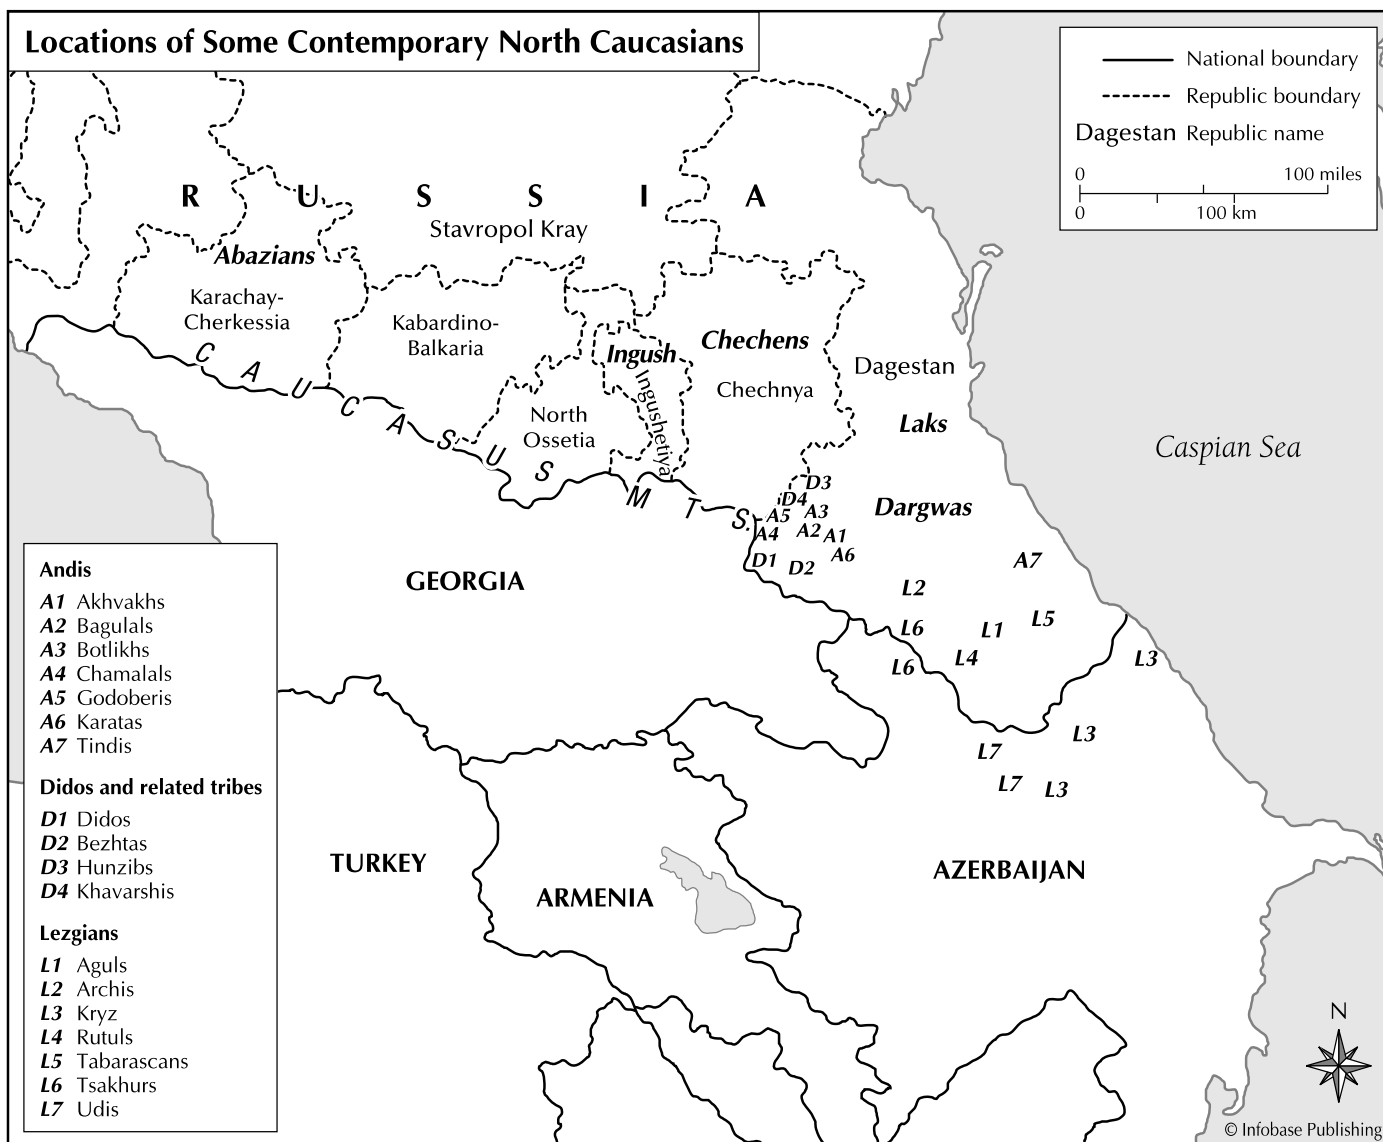 Locations of Some Contemporary North Caucasians
National boundary
Republic boundary
Dagestan Republic name
0 100 miles
0 100 km
R U S S I A
Stavropol Kray
Abazians
Karachay-
Cherkessia
Kabardino-
Balkaria
Ingush
Ingushetiya
Chechens
Chechnya
Dagestan
North
Ossetia
Laks
Dargwas
Caspian Sea
CAUCASUS MTS.
D3
D4
A5 A3
A4 A2 A1
A6
D1 D2
A7
L2
L5
L6 L1
L6 L4
L3
L3
L7
L7 L3
GEORGIA
TURKEY
ARMENIA
AZERBAIJAN
Andis
A1 Akhvakhs
A2 Bagulals
A3 Botlikhs
A4 Chamalals
A5 Godoberis
A6 Karatas
A7 Tindis
Didos and related tribes
D1 Didos
D2 Bezhtas
D3 Hunzibs
D4 Khavarshis
Lezgians
L1 Aguls
L2 Archis
L3 Kryz
L4 Rutuls
L5 Tabarascans
L6 Tsakhurs
L7 Udis
N
© Infobase Publishing